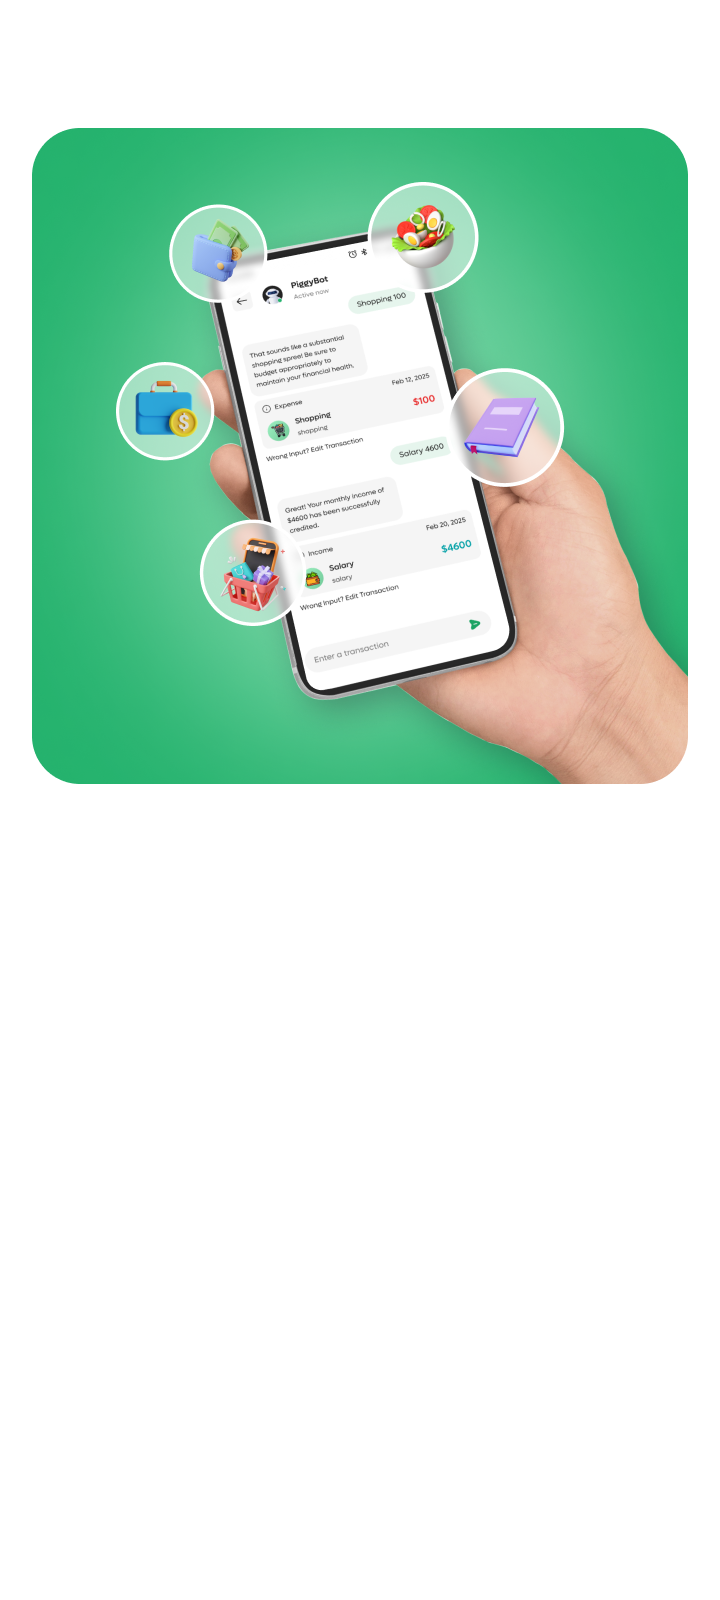 PiggyBot
Active now
Shopping 100
That sounds like a substantial
shopping spree! Be sure to
budget appropriately to
maintain your financial health.
Feb 12, 2025
Expense
Shopping
$100
shopping
Wrong Input? Edit Transaction
Salary 4600
Great! Your monthly income of
$4600 has been successfully
credited.
Feb 20, 2025
Income
Salary
$4600
salary
Wrong Input? Edit Transaction
Enter a transaction